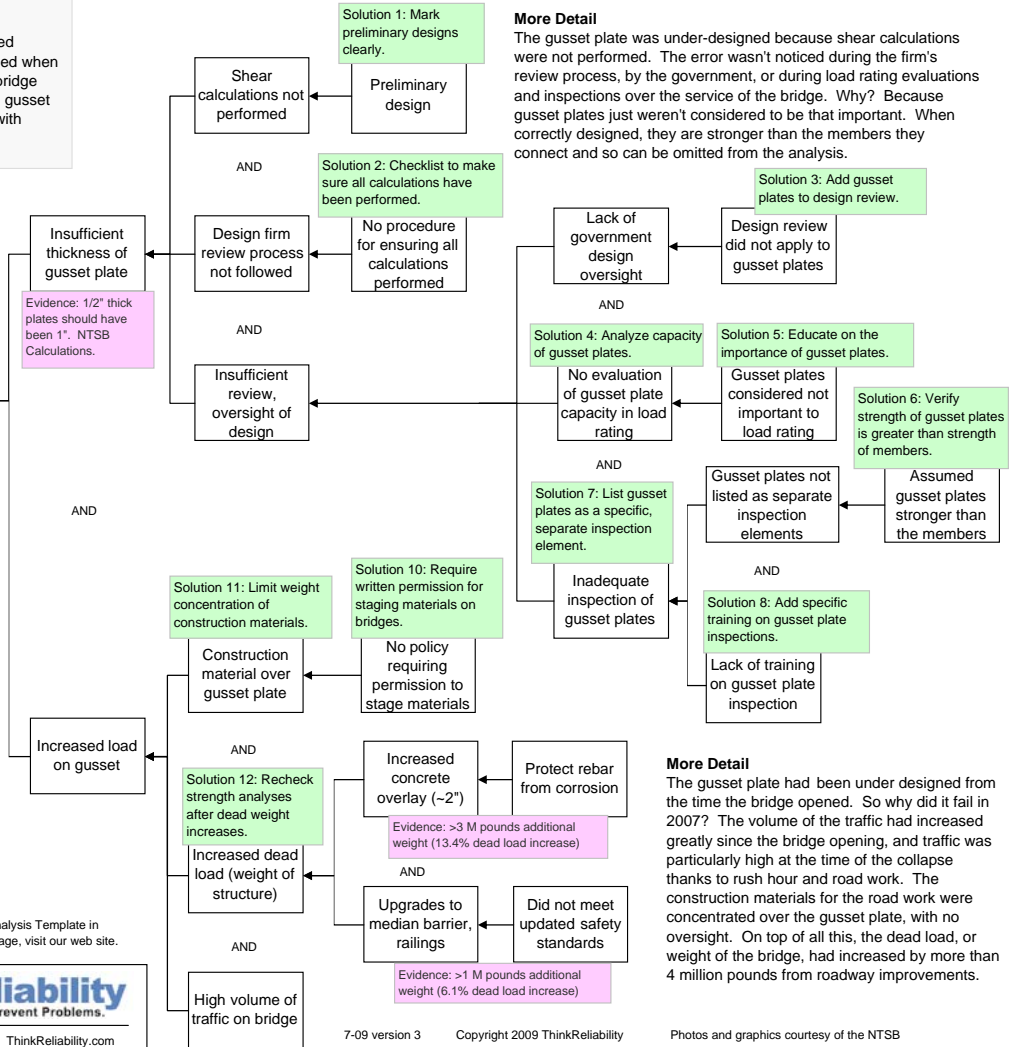 ed
ed when
bridge
gusset
with
Solution 1: Mark
preliminary designs
clearly.
Shear
calculations not
performed
Preliminary
design
More Detail
The gusset plate was under-designed because shear calculations
were not performed. The error wasn't noticed during the firm's
review process, by the government, or during load rating evaluations
and inspections over the service of the bridge. Why? Because
gusset plates just weren't considered to be that important. When
correctly designed, they are stronger than the members they
connect and so can be omitted from the analysis.
AND
Solution 2: Checklist to make
sure all calculations have
been performed.
Solution 3: Add gusset
plates to design review.
Insufficient
thickness of
gusset plate
Design firm
review process
not followed
No procedure
for ensuring all
calculations
performed
Lack of
government
design
oversight
Design review
did not apply to
gusset plates
Evidence: 1/2" thick
plates should have
been 1". NTSB
Calculations.
AND
AND
Solution 4: Analyze capacity
of gusset plates.
Solution 5: Educate on the
importance of gusset plates.
Insufficient
review,
oversight of
design
No evaluation
of gusset plate
capacity in load
rating
Gusset plates
considered not
important to
load rating
Solution 6: Verify
strength of gusset plates
is greater than strength
of members.
AND
Solution 7: List gusset
plates as a specific,
separate inspection
element.
Gusset plates not
listed as separate
inspection
elements
Assumed
gusset plates
stronger than
the members
AND
AND
Solution 11: Limit weight
concentration of
construction materials.
Solution 10: Require
written permission for
staging materials on
bridges.
Inadequate
inspection of
gusset plates
Solution 8: Add specific
training on gusset plate
inspections.
Construction
material over
gusset plate
No policy
requiring
permission to
stage materials
Lack of training
on gusset plate
inspection
Increased load
on gusset
AND
Solution 12: Recheck
strength analyses
after dead weight
increases.
Increased
concrete
overlay (~2")
Protect rebar
from corrosion
Evidence: >3 M pounds additional
weight (13.4% dead load increase)
More Detail
The gusset plate had been under designed from
the time the bridge opened. So why did it fail in
2007? The volume of the traffic had increased
greatly since the bridge opening, and traffic was
particularly high at the time of the collapse
thanks to rush hour and road work. The
construction materials for the road work were
concentrated over the gusset plate, with no
oversight. On top of all this, the dead load, or
weight of the bridge, had increased by more than
4 million pounds from roadway improvements.
Increased dead
load (weight of
structure)
AND
Upgrades to
median barrier,
railings
Did not meet
updated safety
standards
Evidence: >1 M pounds additional
weight (6.1% dead load increase)
AND
High volume of
traffic on bridge
nalysis Template in
age, visit our web site.
liability
revent Problems.
ThinkReliability.com
7-09 version 3 Copyright 2009 ThinkReliability Photos and graphics courtesy of the NTSB